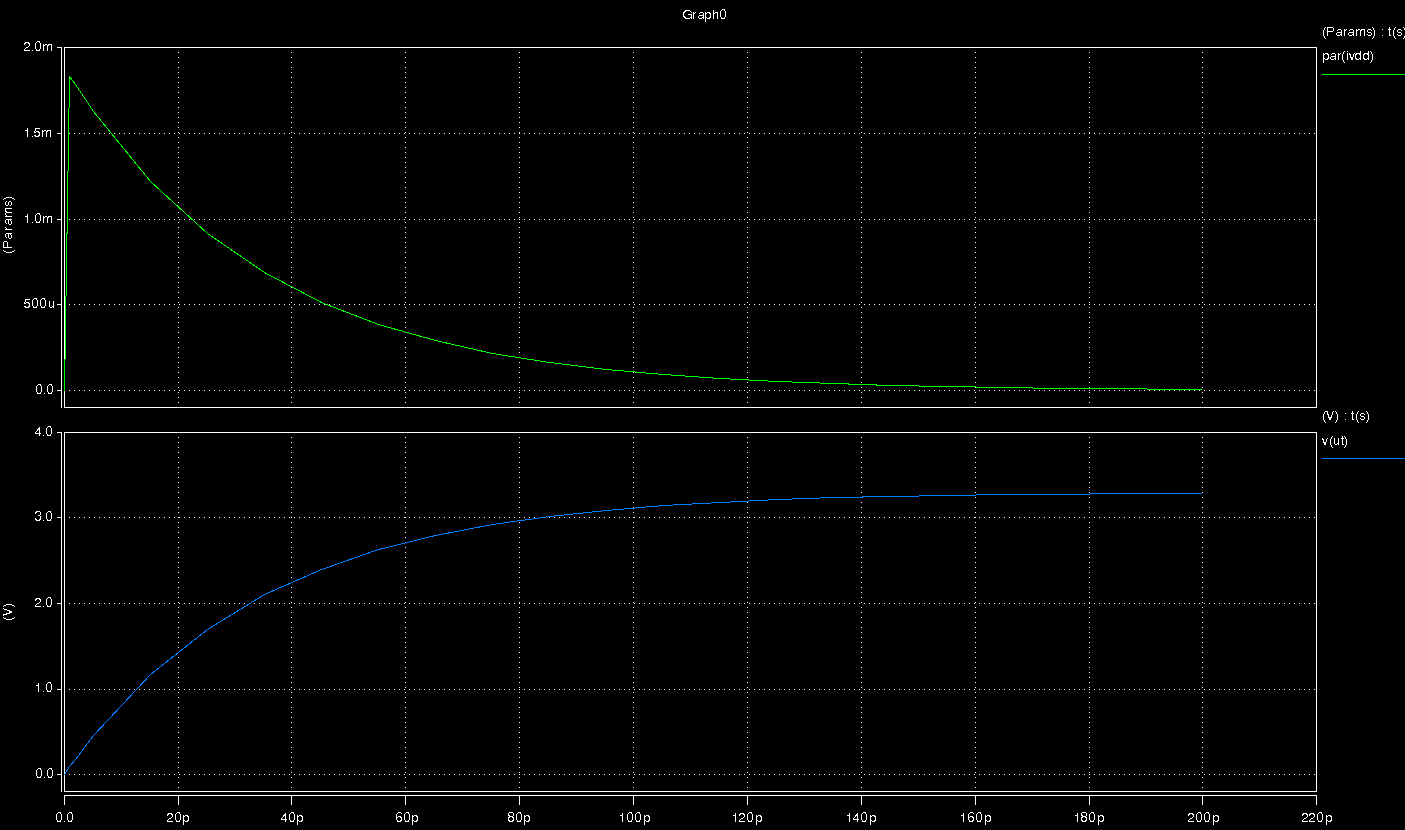 Graph0
(Params) : t(s)
par(ivdd)
2.0m
1.5m
1.0m
500u
0.0
(Params)
(V) : t(s)
v(ut)
4.0
3.0
2.0
1.0
0.0
(V)
0.0 20p 40p 60p 80p 100p 120p 140p 160p 180p 200p 220p